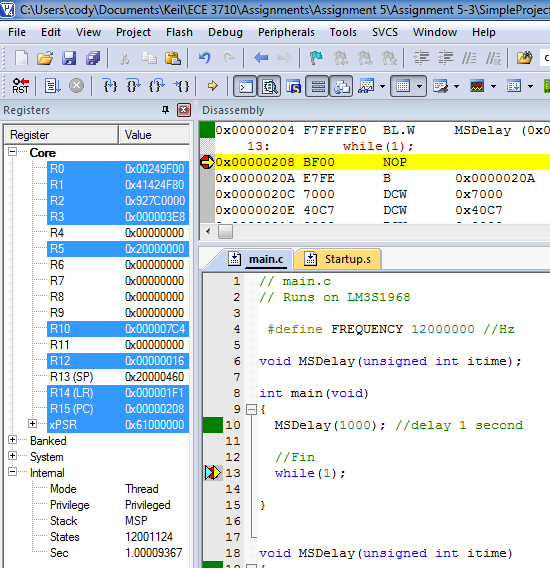 C:\Users\cody\Documents\Keil\ECE 3710\Assignments\Assignment 5\Assignment 5-3\SimpleProject
File Edit View Project Flash Debug Peripherals Tools SVCS Window Help
RST
Registers
Register Value
Core
R0 0x00249F00
R1 0x41424F80
R2 0x927C0000
R3 0x000003E8
R4 0x00000000
R5 0x20000000
R6 0x00000000
R7 0x00000000
R8 0x00000000
R9 0x00000000
R10 0x000007C4
R11 0x00000000
R12 0x00000016
R13 (SP) 0x20000460
R14 (LR) 0x000001F1
R15 (PC) 0x00000208
xPSR 0x61000000
Banked
System
Internal
Mode Thread
Privilege Privileged
Stack MSP
States 12001124
Sec 1.00009367
Disassembly
0x00000204 F7FFFFE0 BL.W MSDelay (0x0
13: while(1);
0x00000208 BF00 NOP
0x0000020A E7FE B 0x0000020A
0x0000020C 7000 DCW 0x7000
0x0000020E 40C7 DCW 0x40C7
main.c Startup.s
1 // main.c
2 // Runs on LM3S1968
3
4 #define FREQUENCY 12000000 //Hz
5
6 void MSDelay(unsigned int itime);
7
8 int main(void)
9 {
10 MSDelay(1000); //delay 1 second
11
12 //Fin
13 while(1);
14
15 }
16
17
18 void MSDelay(unsigned int itime)
19 {